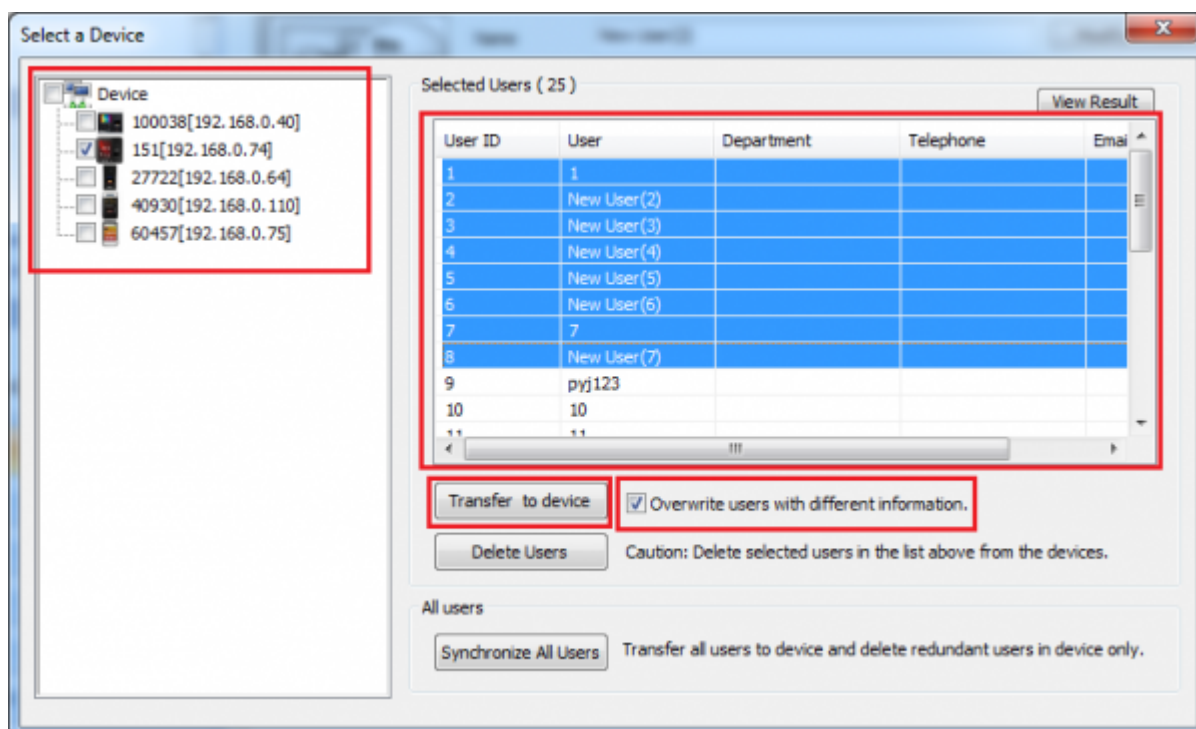 Select a Device
Device
100038[192.168.0.40]
151[192.168.0.74]
27722[192.168.0.64]
40930[192.168.0.110]
60457[192.168.0.75]
Selected Users ( 25 )
View Result
User ID User Department Telephone Emai
1 1
2 New User(2)
3 New User(3)
4 New User(4)
5 New User(5)
6 New User(6)
7 7
8 New User(7)
9 pyj123
10 10
11 11
Transfer to device
Overwrite users with different information.
Delete Users
Caution: Delete selected users in the list above from the devices.
All users
Synchronize All Users
Transfer all users to device and delete redundant users in device only.